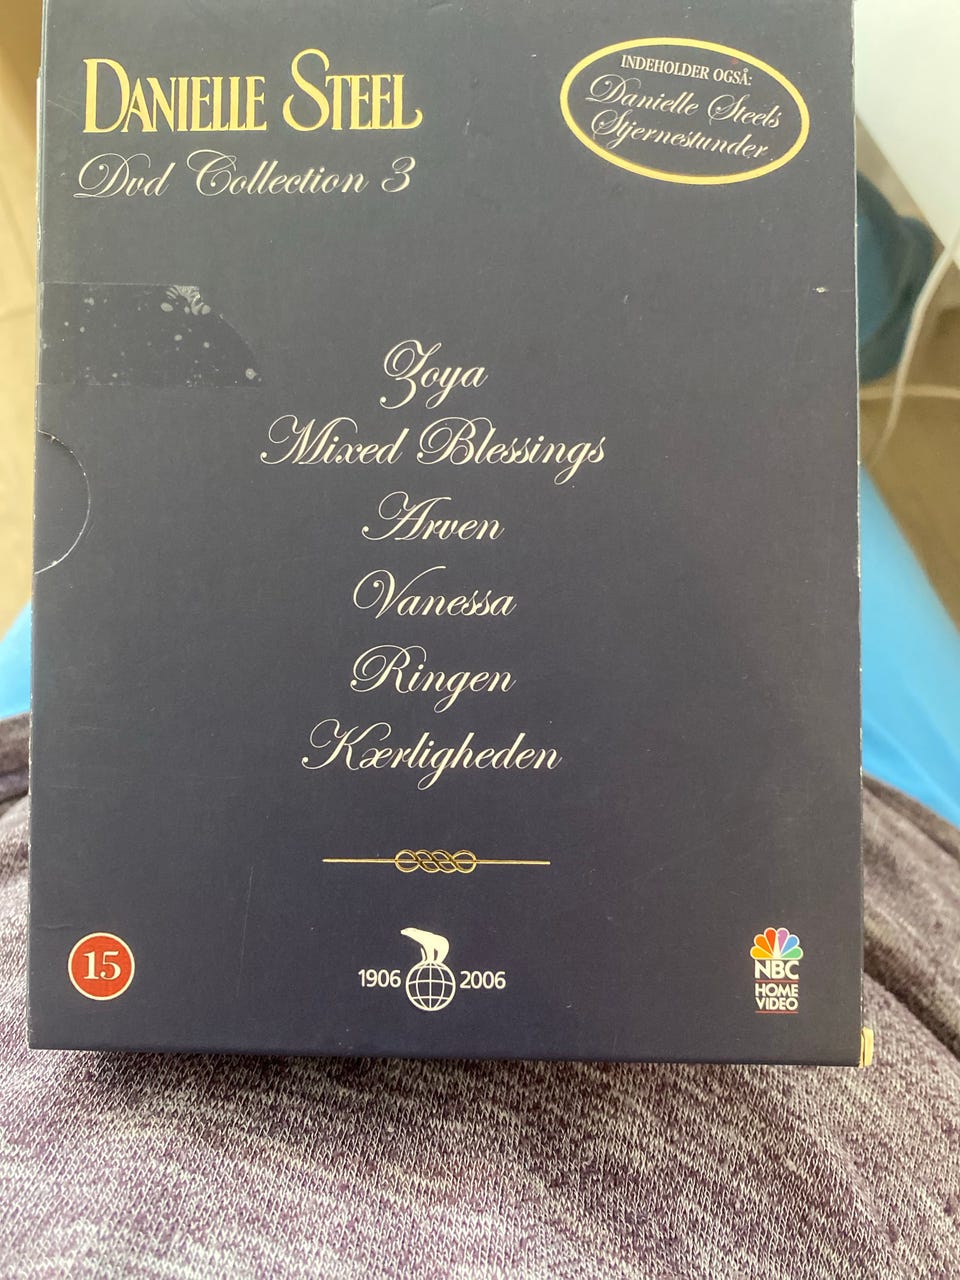 DANIELLE STEEL
Dvd Collection 3
INDEHOLDER OGSÅ:
Danielle Steels
Stjernestunder
Zoya
Mixed Blessings
Arven
Vanessa
Ringen
Kærligheden
15
1906 2006
NBC
HOME
VIDEO